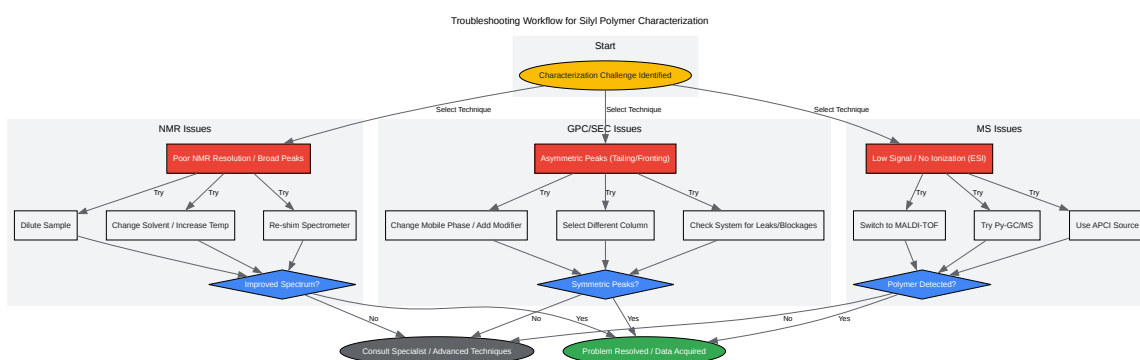 Troubleshooting Workflow for Silyl Polymer Characterization
Start
Characterization Challenge Identified
Select Technique
Select Technique
Select Technique
NMR Issues
GPC/SEC Issues
MS Issues
Poor NMR Resolution / Broad Peaks
Asymmetric Peaks (Tailing/Fronting)
Low Signal / No Ionization (ESI)
Try
Try
Try
Try
Try
Try
Try
Try
Try
Dilute Sample
Change Solvent / Increase Temp
Re-shim Spectrometer
Change Mobile Phase / Add Modifier
Select Different Column
Check System for Leaks/Blockages
Switch to MALDI-TOF
Try Py-GC/MS
Use APCI Source
Improved Spectrum?
Symmetric Peaks?
Polymer Detected?
No
No
Yes
Yes
No
Yes
Consult Specialist / Advanced Techniques
Problem Resolved / Data Acquired